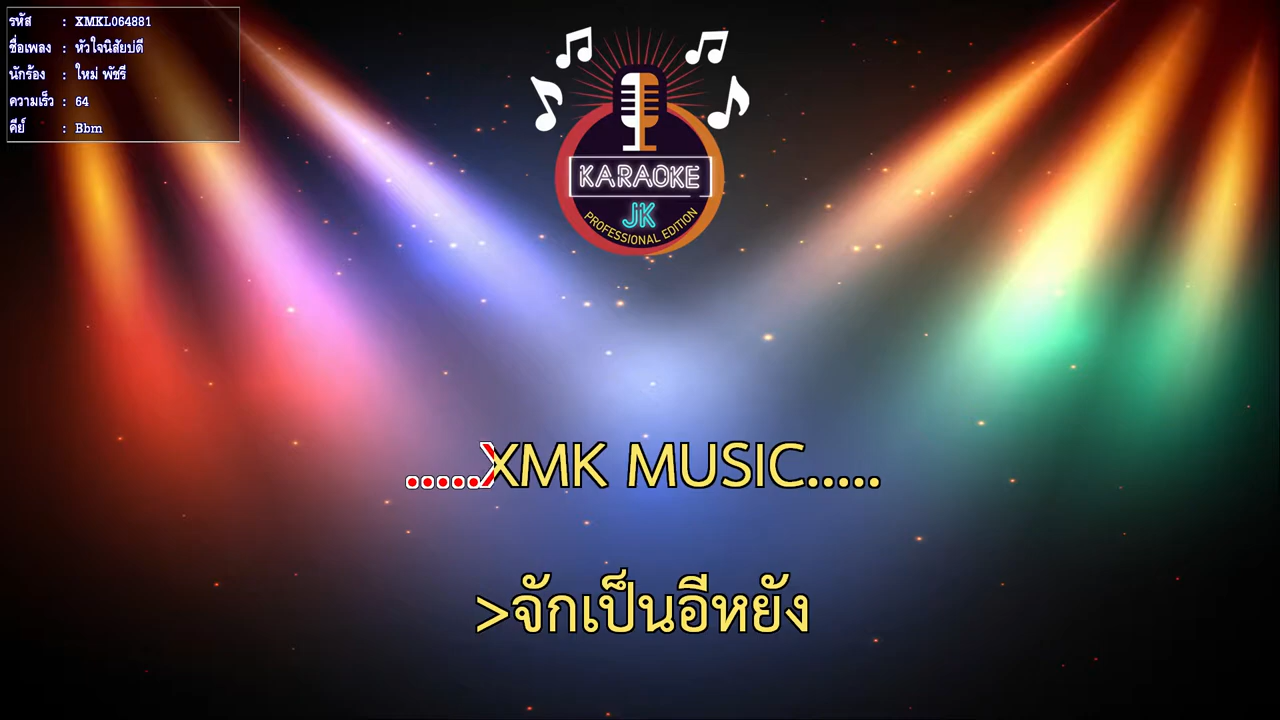 รหัส : XMKL064881
ชื่อเพลง : หัวใจนิสัยบ่ดี
นักร้อง : ใหม่ พัชรี
ความเร็ว : 64
คีย์ : Bbm
KARAOKE
JK
PROFESSIONAL EDITION
.....XMK MUSIC.....
>จักเป็นอีหยัง